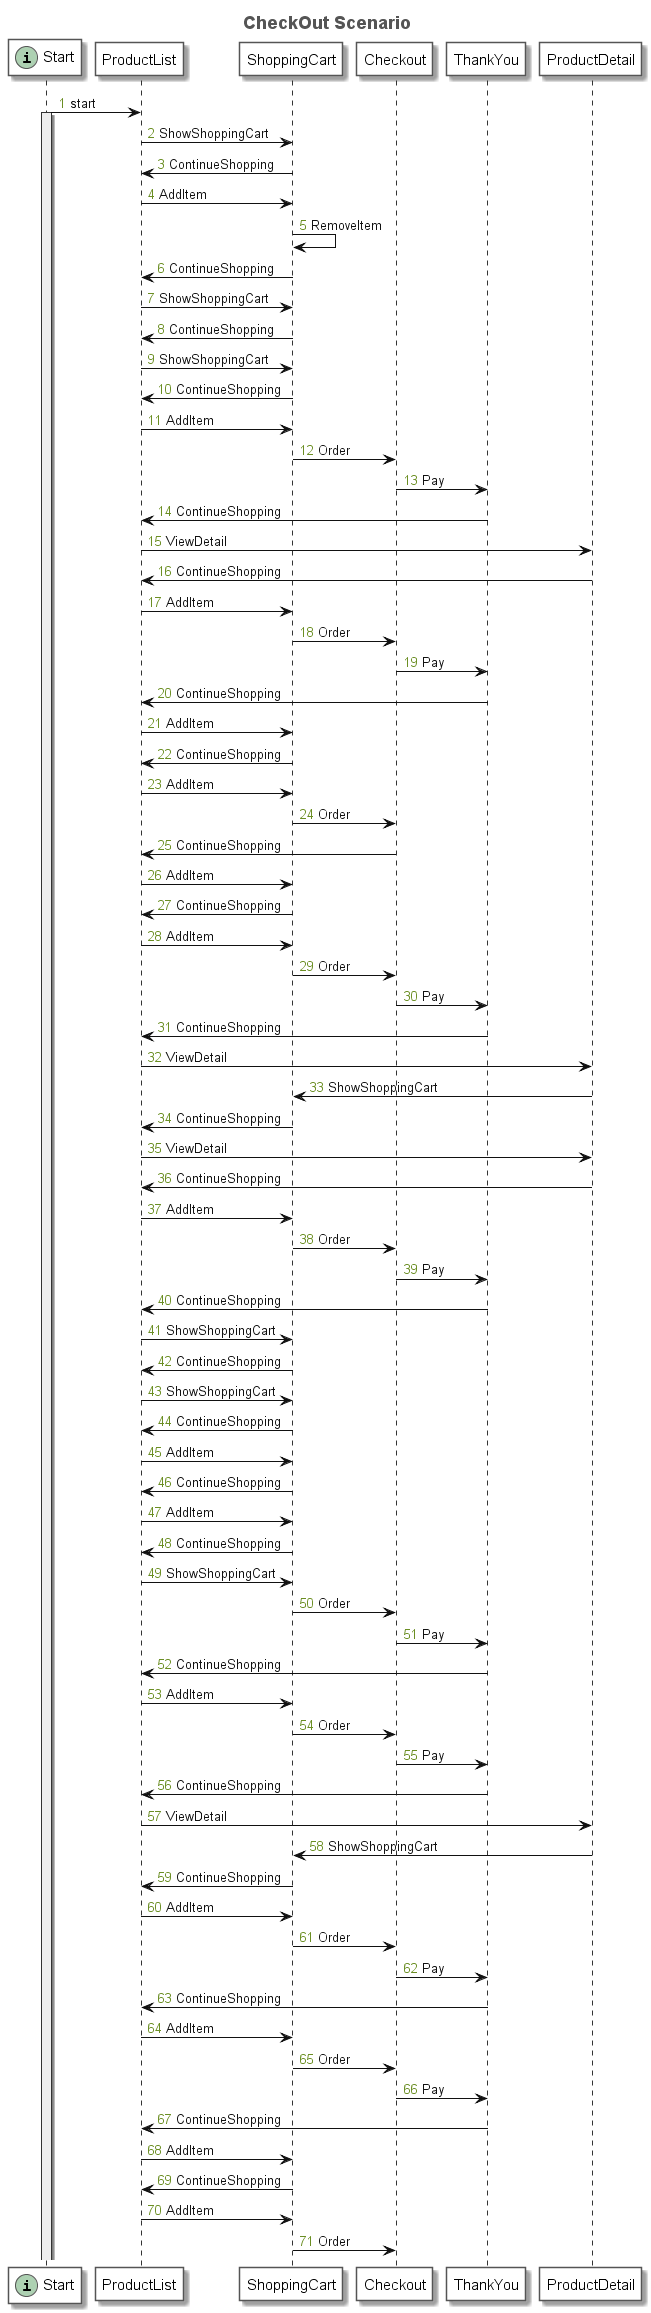 CheckOut Scenario
i Start ProductList ShoppingCart Checkout ThankYou ProductDetail
1 start
2 ShowShoppingCart
3 ContinueShopping
4 AddItem
5 RemoveItem
6 ContinueShopping
7 ShowShoppingCart
8 ContinueShopping
9 ShowShoppingCart
10 ContinueShopping
11 AddItem
12 Order
13 Pay
14 ContinueShopping
15 ViewDetail
16 ContinueShopping
17 AddItem
18 Order
19 Pay
20 ContinueShopping
21 AddItem
22 ContinueShopping
23 AddItem
24 Order
25 ContinueShopping
26 AddItem
27 ContinueShopping
28 AddItem
29 Order
30 Pay
31 ContinueShopping
32 ViewDetail
33 ShowShoppingCart
34 ContinueShopping
35 ViewDetail
36 ContinueShopping
37 AddItem
38 Order
39 Pay
40 ContinueShopping
41 ShowShoppingCart
42 ContinueShopping
43 ShowShoppingCart
44 ContinueShopping
45 AddItem
46 ContinueShopping
47 AddItem
48 ContinueShopping
49 ShowShoppingCart
50 Order
51 Pay
52 ContinueShopping
53 AddItem
54 Order
55 Pay
56 ContinueShopping
57 ViewDetail
58 ShowShoppingCart
59 ContinueShopping
60 AddItem
61 Order
62 Pay
63 ContinueShopping
64 AddItem
65 Order
66 Pay
67 ContinueShopping
68 AddItem
69 ContinueShopping
70 AddItem
71 Order
i Start ProductList ShoppingCart Checkout ThankYou ProductDetail